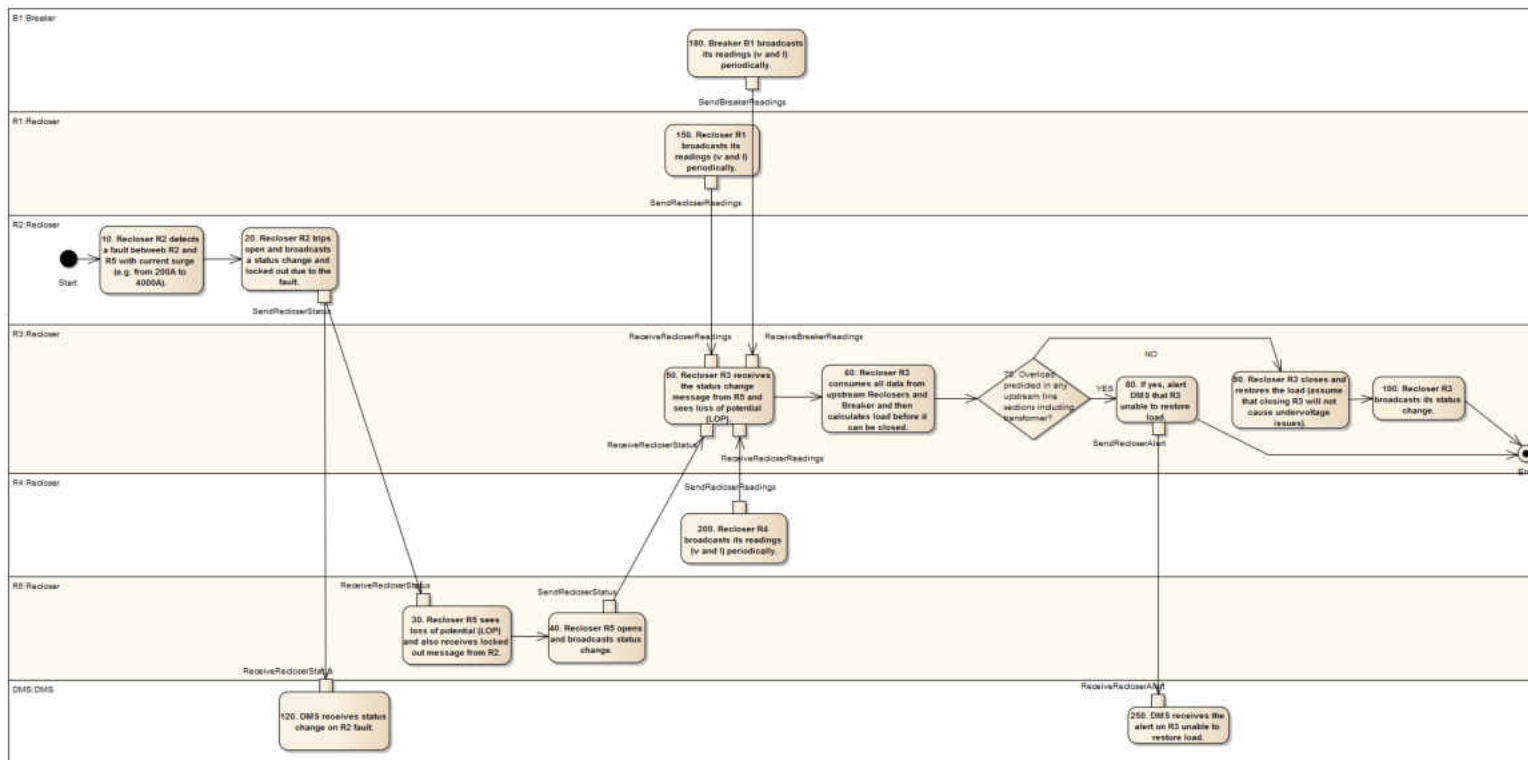 B1:Breaker
180. Breaker B1 broadcasts
its readings (v and I)
periodically.
SendBreakerReadings
R1:Recloser
150. Recloser R1
broadcasts its
readings (v and I)
periodically.
SendRecloserReadings
R2:Recloser
Start
10. Recloser R2 detects
a fault betweeb R2 and
R5 with current surge
(e.g. from 200A to
4000A).
20. Recloser R2 trips
open and broadcasts
a status change and
locked out due to the
fault.
SendRecloserStatus
R3:Recloser
ReceiveRecloserReadings
ReceiveBreakerReadings
50. Recloser R3 receives
the status change
message from R5 and
sees loss of potential
(LOP).
ReceiveRecloserStatus
ReceiveRecloserReadings
60. Recloser R3
consumes all data from
upstream Reclosers and
Breaker and then
calculates load before it
can be closed.
70. Overload
predicted in any
upstream line
sections including
transformer?
NO
YES
80. If yes, alert
DMS that R3
unable to restore
load.
SendRecloserAlert
90. Recloser R3 closes and
restores the load (assume
that closing R3 will not
cause undervoltage
issues).
100. Recloser R3
broadcasts its status
change.
R4:Recloser
SendRecloserReadings
200. Recloser R4
broadcasts its readings
(v and I) periodically.
R5:Recloser
ReceiveRecloserStatus
30. Recloser R5 sees
loss of potential (LOP)
and also receives locked
out message from R2.
SendRecloserStatus
40. Recloser R5 opens
and broadcasts status
change.
ReceiveRecloserStatus
DMS:DMS
120. DMS receives status
change on R2 fault.
ReceiveRecloserAlert
250. DMS receives the
alert on R3 unable to
restore load.